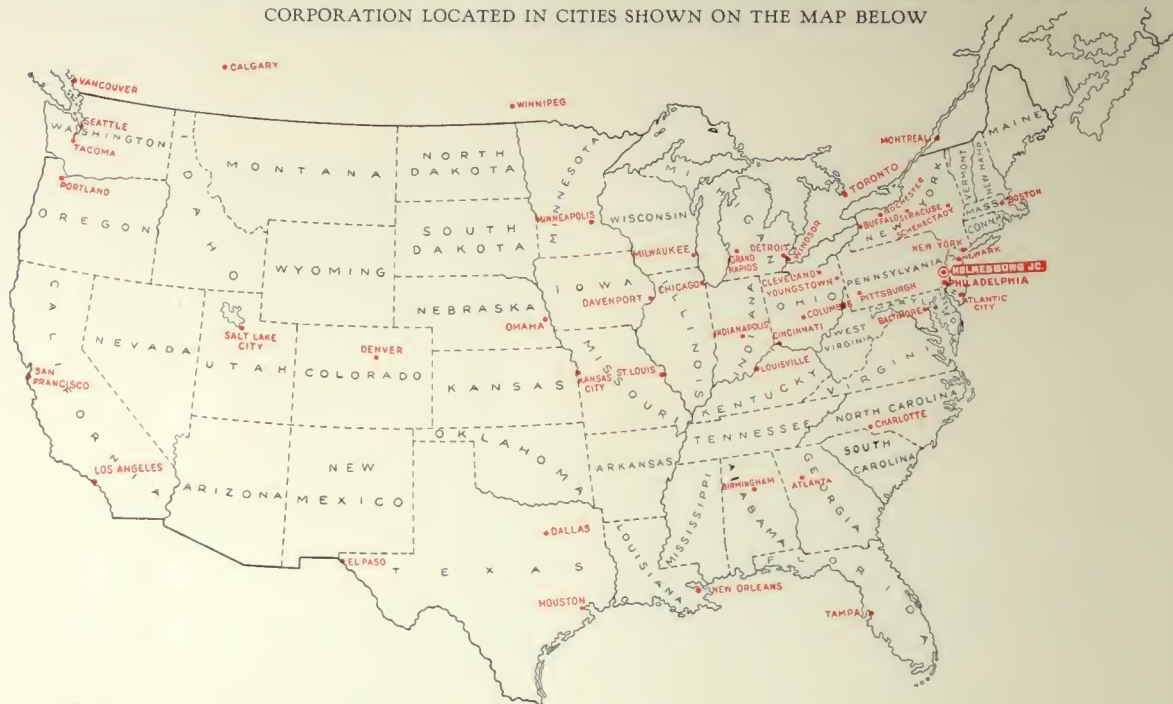 CORPORATION LOCATED IN CITIES SHOWN ON THE MAP BELOW
CALGARY
VANCOUVER
WINNIPEG
SEATTLE
WASHINGTON
TACOMA
PORTLAND
OREGON
IDAHO
MONTANA
NORTH
DAKOTA
MINNESOTA
MINNEAPOLIS
SOUTH
DAKOTA
WISCONSIN
MICHIGAN
MILWAUKEE
GRAND
RAPIDS
DETROIT
WINDSOR
TORONTO
MONTREAL
MAINE
VERMONT
NEW HAMP.
MASS.
BOSTON
CONN.
NEW YORK
ROCHESTER
BUFFALO
SYRACUSE
SCHENECTADY
NEW YORK
NEWARK
HOLMESBURG JC.
PHILADELPHIA
ATLANTIC
CITY
PENNSYLVANIA
PITTSBURGH
CLEVELAND
YOUNGSTOWN
OHIO
COLUMBUS
CINCINNATI
BALTIMORE
WEST
VIRGINIA
VIRGINIA
WYOMING
NEBRASKA
OMAHA
IOWA
DAVENPORT
CHICAGO
ILLINOIS
INDIANA
INDIANAPOLIS
LOUISVILLE
KENTUCKY
CALIFORNIA
NEVADA
SALT LAKE
CITY
UTAH
DENVER
COLORADO
KANSAS
KANSAS
CITY
ST. LOUIS
MISSOURI
SAN
FRANCISCO
LOS ANGELES
ARIZONA
NEW
MEXICO
OKLAHOMA
ARKANSAS
TENNESSEE
NORTH CAROLINA
CHARLOTTE
SOUTH
CAROLINA
MISSISSIPPI
ALABAMA
BIRMINGHAM
GEORGIA
ATLANTA
EL PASO
TEXAS
DALLAS
HOUSTON
LOUISIANA
NEW ORLEANS
FLORIDA
TAMPA